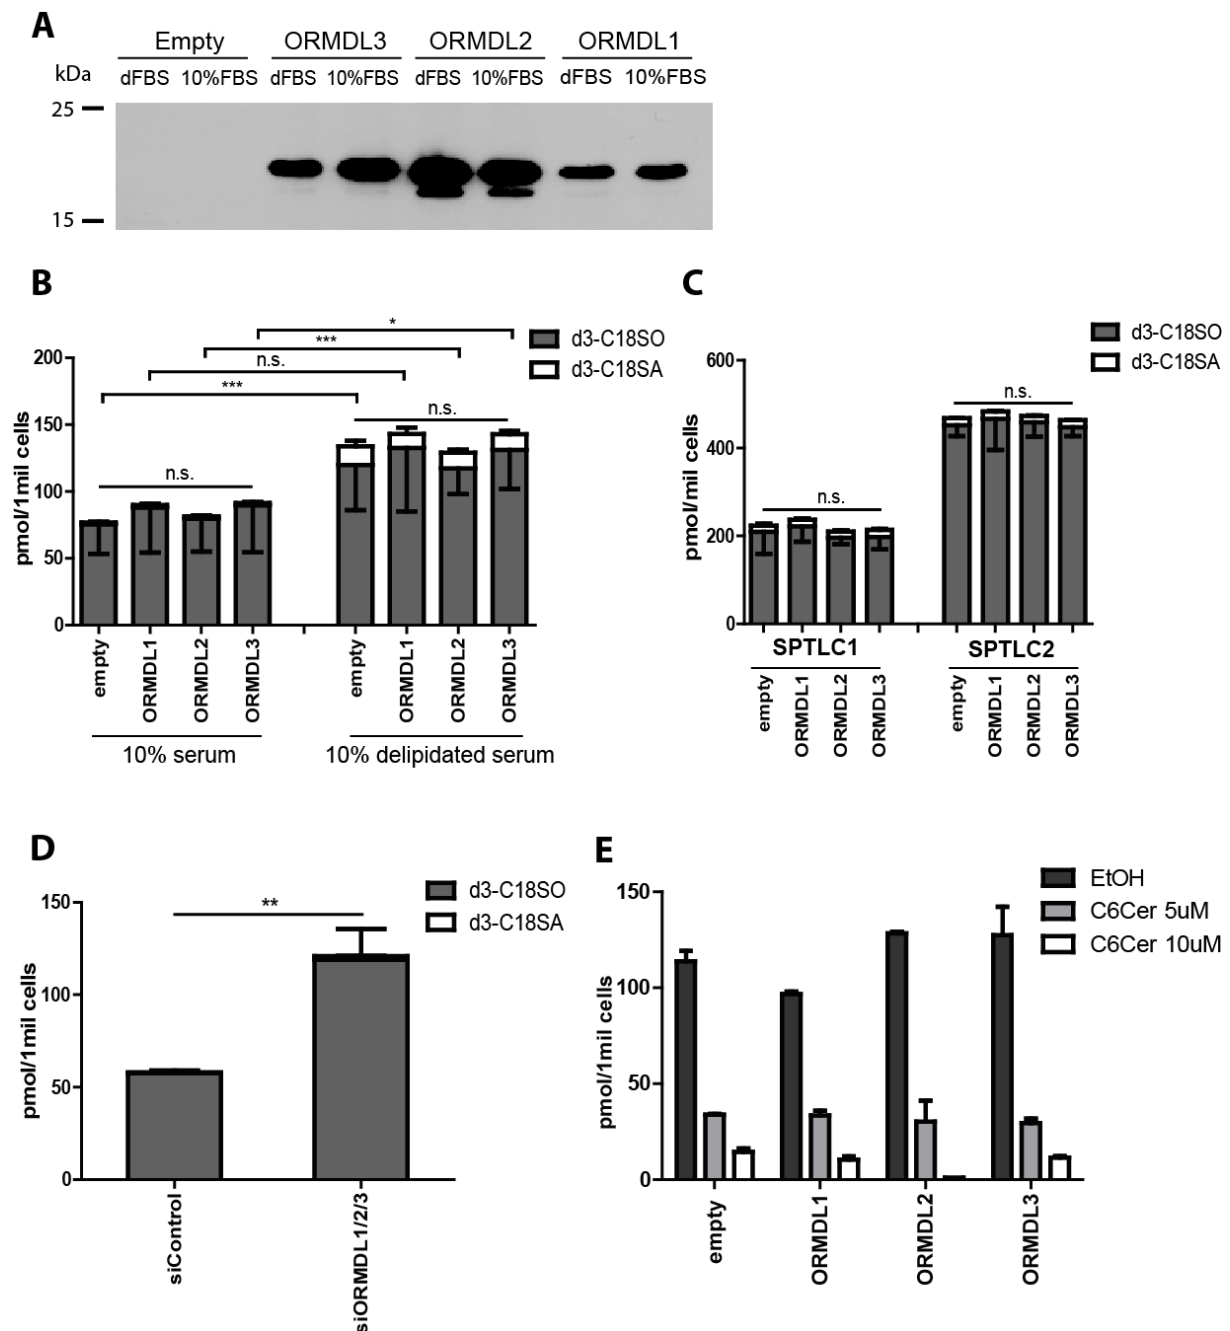 A
Empty ORMDL3 ORMDL2 ORMDL1
kDa dFBS 10%FBS dFBS 10%FBS dFBS 10%FBS dFBS 10%FBS
25
15
B
d3-C18SO
d3-C18SA
*
***
n.s.
***
n.s.
n.s.
pmol/1mil cells
200
150
100
50
0
empty ORMDL1 ORMDL2 ORMDL3 empty ORMDL1 ORMDL2 ORMDL3
10% serum 10% delipidated serum
C
d3-C18SO
d3-C18SA
n.s.
n.s.
pmol/mil cells
600
400
200
0
SPTLC1 SPTLC2
empty ORMDL1 ORMDL2 ORMDL3 empty ORMDL1 ORMDL2 ORMDL3
D
d3-C18SO
d3-C18SA
**
pmol/1mil cells
150
100
50
0
siControl siORMDL1/2/3
E
EtOH
C6Cer 5uM
C6Cer 10uM
pmol/1mil cells
150
100
50
0
empty ORMDL1 ORMDL2 ORMDL3